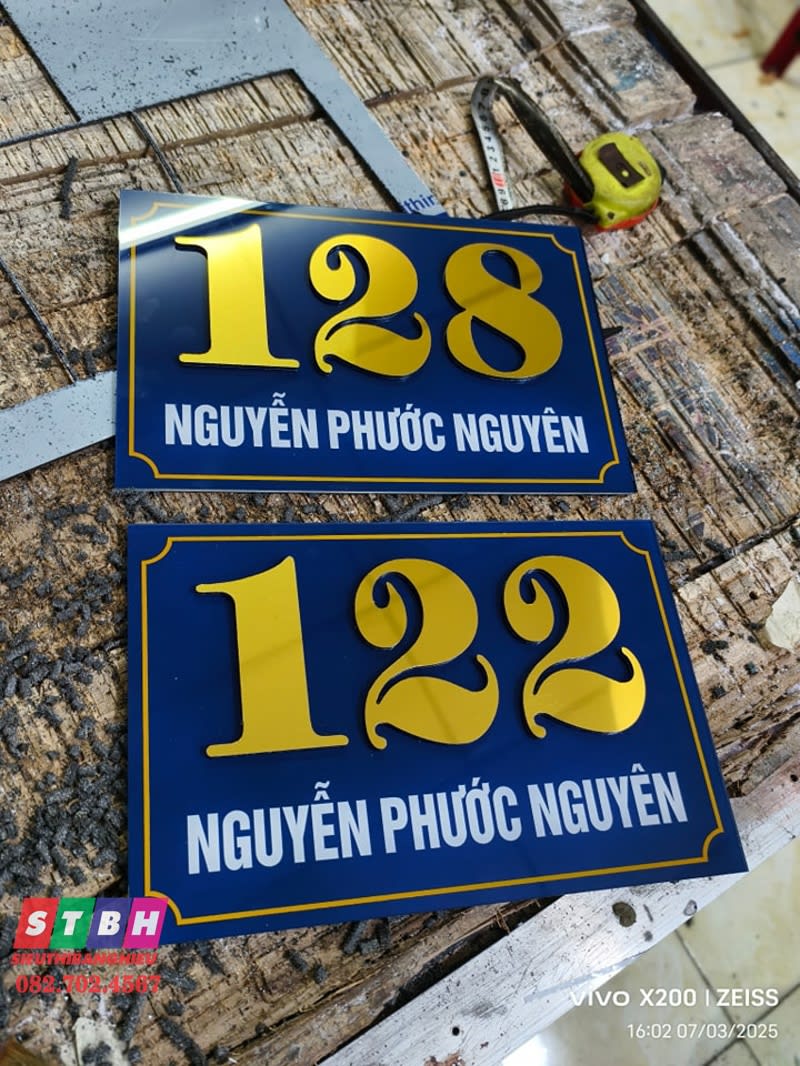 128
NGUYỄN PHƯỚC NGUYÊN
122
NGUYỄN PHƯỚC NGUYÊN
STBH
SIEUTHIBANGHIEU
082.702.4567
vivo X200 | ZEISS
16:02 07/03/2025